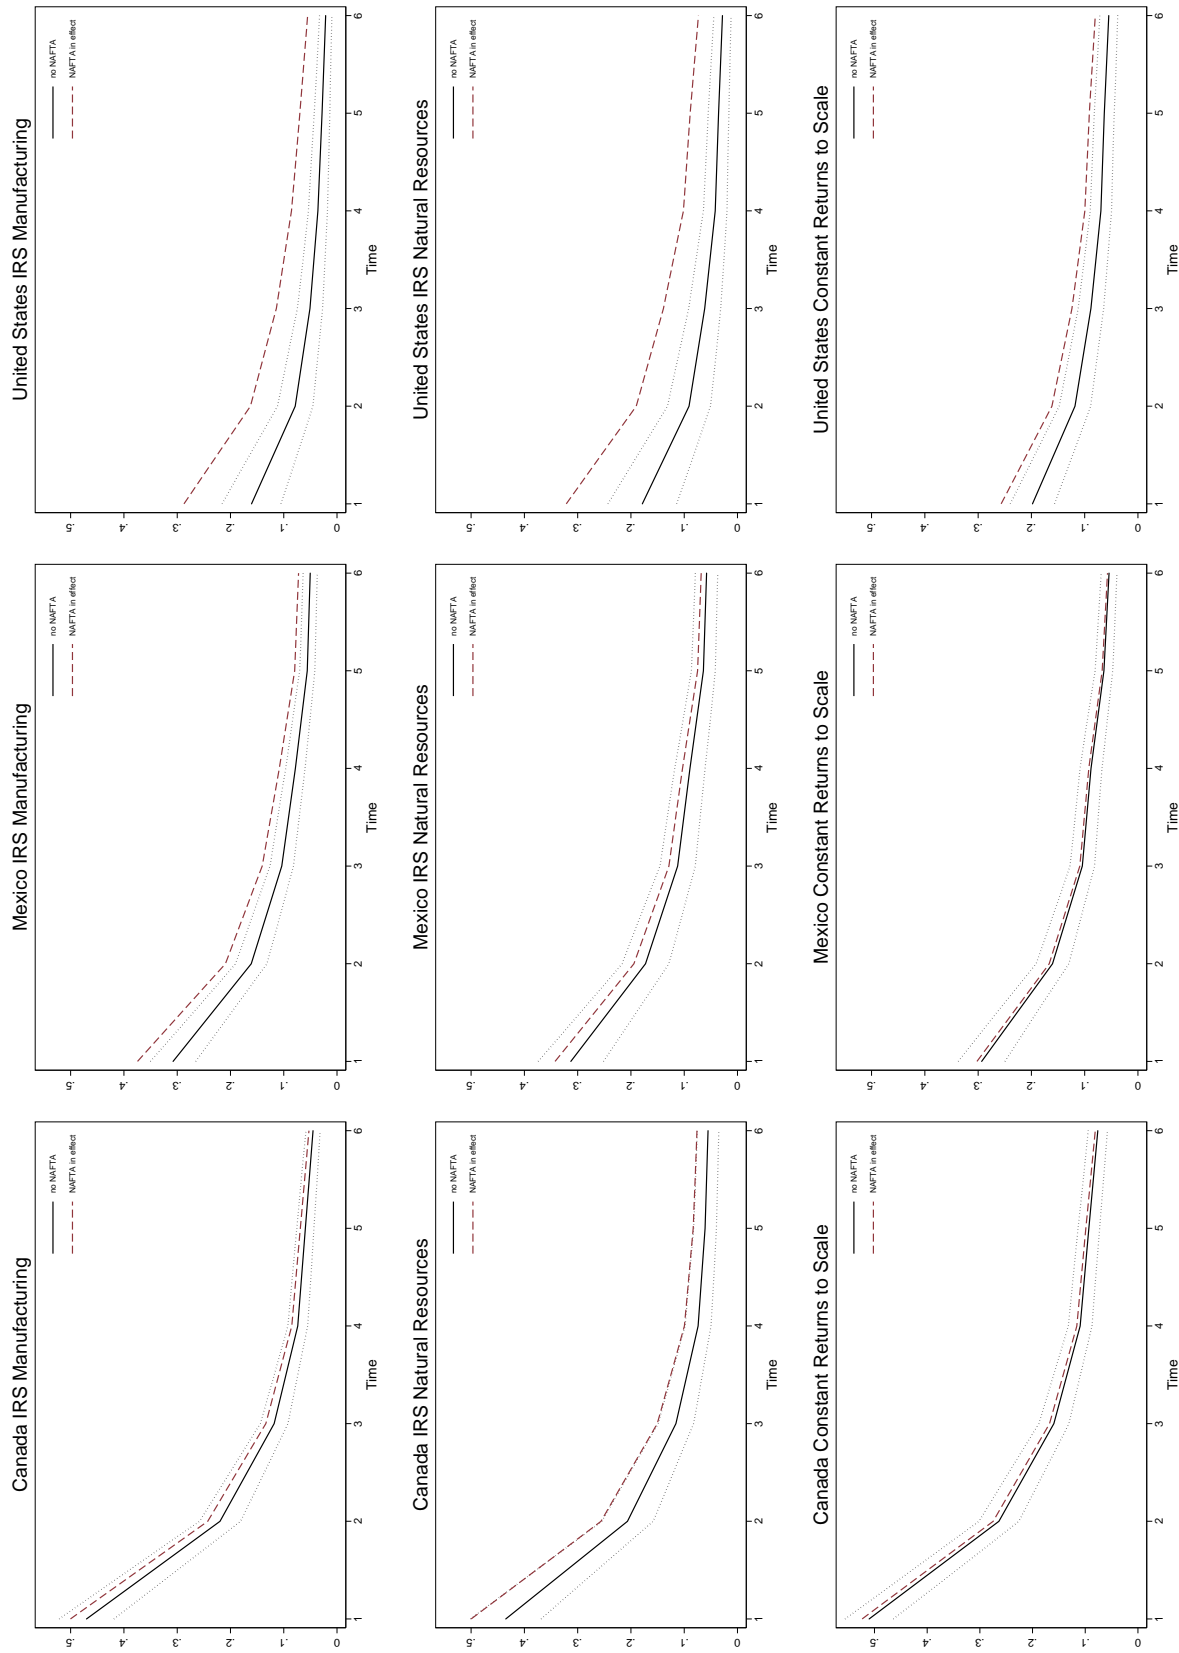 Canada IRS Manufacturing
no NAFTA
NAFTA in effect
.5
.4
.3
.2
.1
0
1 2 3 4 5 6
Time
Mexico IRS Manufacturing
no NAFTA
NAFTA in effect
.5
.4
.3
.2
.1
0
1 2 3 4 5 6
Time
United States IRS Manufacturing
no NAFTA
NAFTA in effect
.5
.4
.3
.2
.1
0
1 2 3 4 5 6
Time
Canada IRS Natural Resources
no NAFTA
NAFTA in effect
.5
.4
.3
.2
.1
0
1 2 3 4 5 6
Time
Mexico IRS Natural Resources
no NAFTA
NAFTA in effect
.5
.4
.3
.2
.1
0
1 2 3 4 5 6
Time
United States IRS Natural Resources
no NAFTA
NAFTA in effect
.5
.4
.3
.2
.1
0
1 2 3 4 5 6
Time
Canada Constant Returns to Scale
no NAFTA
NAFTA in effect
.5
.4
.3
.2
.1
0
1 2 3 4 5 6
Time
Mexico Constant Returns to Scale
no NAFTA
NAFTA in effect
.5
.4
.3
.2
.1
0
1 2 3 4 5 6
Time
United States Constant Returns to Scale
no NAFTA
NAFTA in effect
.5
.4
.3
.2
.1
0
1 2 3 4 5 6
Time